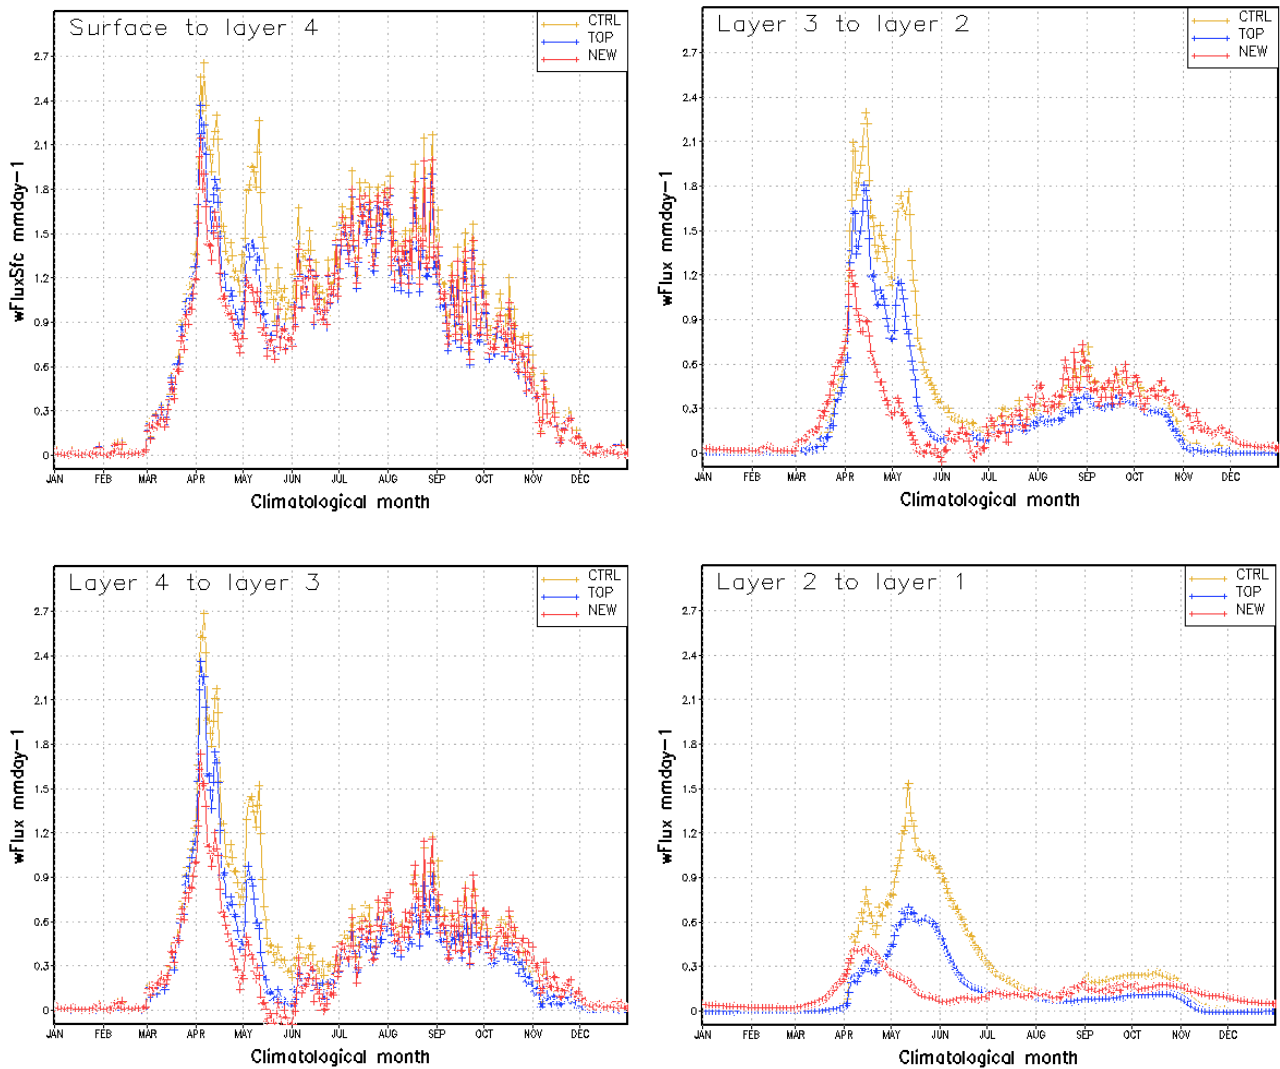 Surface to layer 4
CTRL
TOP
NEW
wFluxSfc mmday-1
2.7
2.4
2.1
1.8
1.5
1.2
0.9
0.6
0.3
0
JAN FEB MAR APR MAY JUN JUL AUG SEP OCT NOV DEC
Climatological month
Layer 3 to layer 2
CTRL
TOP
NEW
wFlux mmday-1
2.7
2.4
2.1
1.8
1.5
1.2
0.9
0.6
0.3
0
JAN FEB MAR APR MAY JUN JUL AUG SEP OCT NOV DEC
Climatological month
Layer 4 to layer 3
CTRL
TOP
NEW
wFlux mmday-1
2.7
2.4
2.1
1.8
1.5
1.2
0.9
0.6
0.3
0
JAN FEB MAR APR MAY JUN JUL AUG SEP OCT NOV DEC
Climatological month
Layer 2 to layer 1
CTRL
TOP
NEW
wFlux mmday-1
2.7
2.4
2.1
1.8
1.5
1.2
0.9
0.6
0.3
0
JAN FEB MAR APR MAY JUN JUL AUG SEP OCT NOV DEC
Climatological month